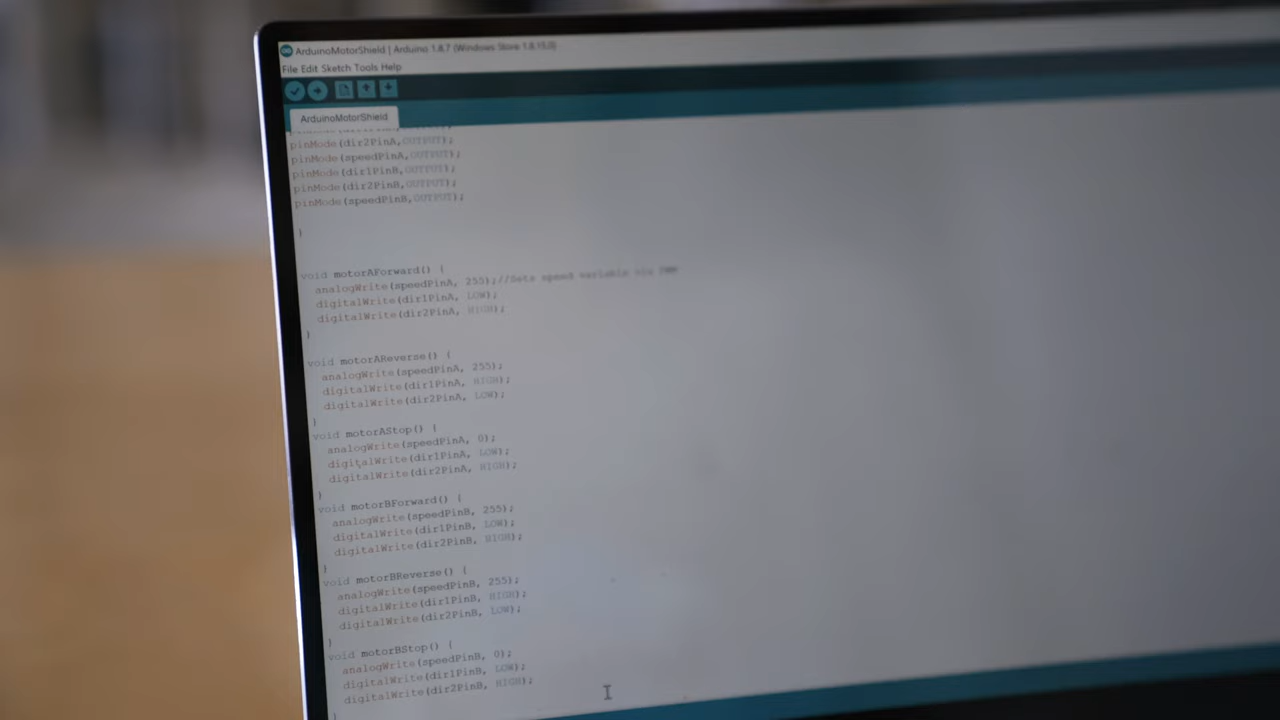 ArduinoMotorShield | Arduino 1.8.7 (Windows Store 1.8.15.0)
File Edit Sketch Tools Help
ArduinoMotorShield
pinMode(dir2PinA,OUTPUT);
pinMode(speedPinA,OUTPUT);
pinMode(dir1PinB,OUTPUT);
pinMode(dir2PinB,OUTPUT);
pinMode(speedPinB,OUTPUT);
}
void motorAForward() {
analogWrite(speedPinA, 255);//Sets speed variable via PWM
digitalWrite(dir1PinA, LOW);
digitalWrite(dir2PinA, HIGH);
}
void motorAReverse() {
analogWrite(speedPinA, 255);
digitalWrite(dir1PinA, HIGH);
digitalWrite(dir2PinA, LOW);
}
void motorAStop() {
analogWrite(speedPinA, 0);
digitalWrite(dir1PinA, LOW);
digitalWrite(dir2PinA, HIGH);
}
void motorBForward() {
analogWrite(speedPinB, 255);
digitalWrite(dir1PinB, LOW);
digitalWrite(dir2PinB, HIGH);
}
void motorBReverse() {
analogWrite(speedPinB, 255);
digitalWrite(dir1PinB, HIGH);
digitalWrite(dir2PinB, LOW);
}
void motorBStop() {
analogWrite(speedPinB, 0);
digitalWrite(dir1PinB, LOW);
digitalWrite(dir2PinB, HIGH);